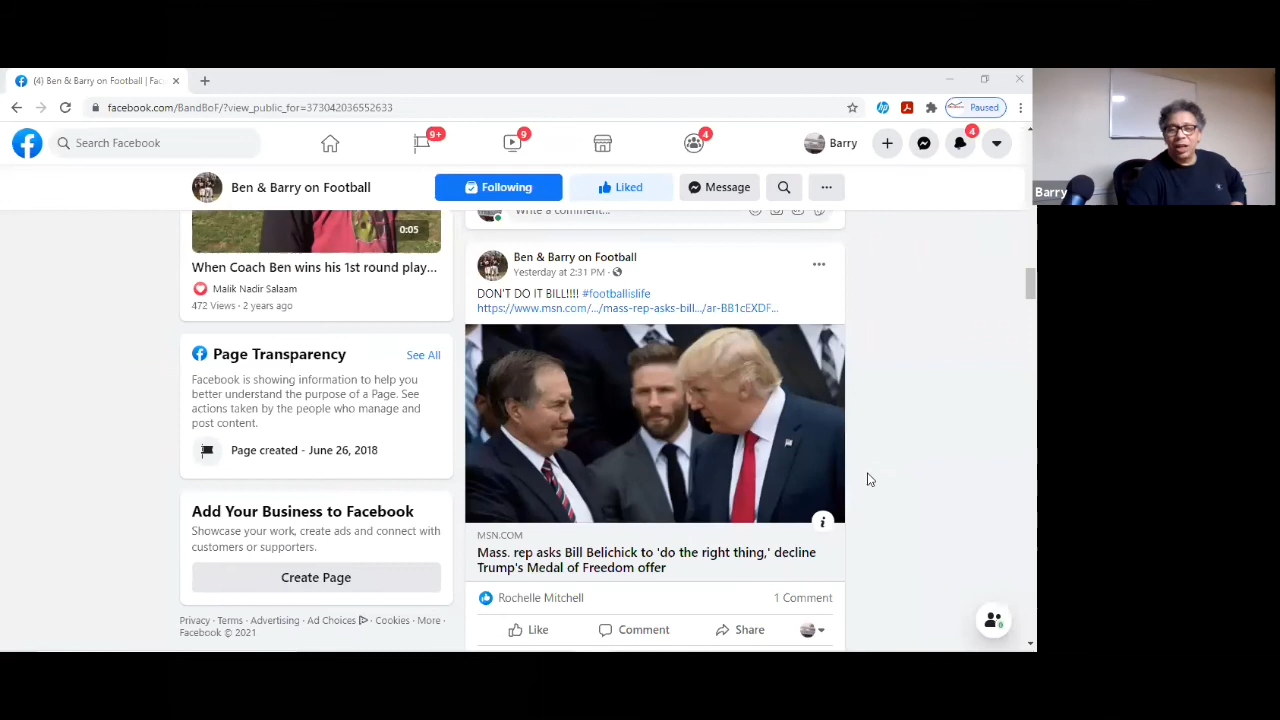 (4) Ben & Barry on Football | Fac
facebook.com/BandBoF/?view_public_for=373042036552633
Paused
Search Facebook
9+
9
4
Barry
4
Barry
Ben & Barry on Football
Following
Liked
Message
0:05
When Coach Ben wins his 1st round play...
Malik Nadir Salaam
472 Views · 2 years ago
Page Transparency
See All
Facebook is showing information to help you
better understand the purpose of a Page. See
actions taken by the people who manage and
post content.
Page created - June 26, 2018
Add Your Business to Facebook
Showcase your work, create ads and connect with
customers or supporters.
Create Page
Privacy · Terms · Advertising · Ad Choices · Cookies · More ·
Facebook © 2021
Write a comment...
Ben & Barry on Football
Yesterday at 2:31 PM ·
DON'T DO IT BILL!!!! #footballislife
https://www.msn.com/.../mass-rep-asks-bill.../ar-BB1cEXDF...
MSN.COM
Mass. rep asks Bill Belichick to 'do the right thing,' decline
Trump's Medal of Freedom offer
Rochelle Mitchell
1 Comment
Like
Comment
Share